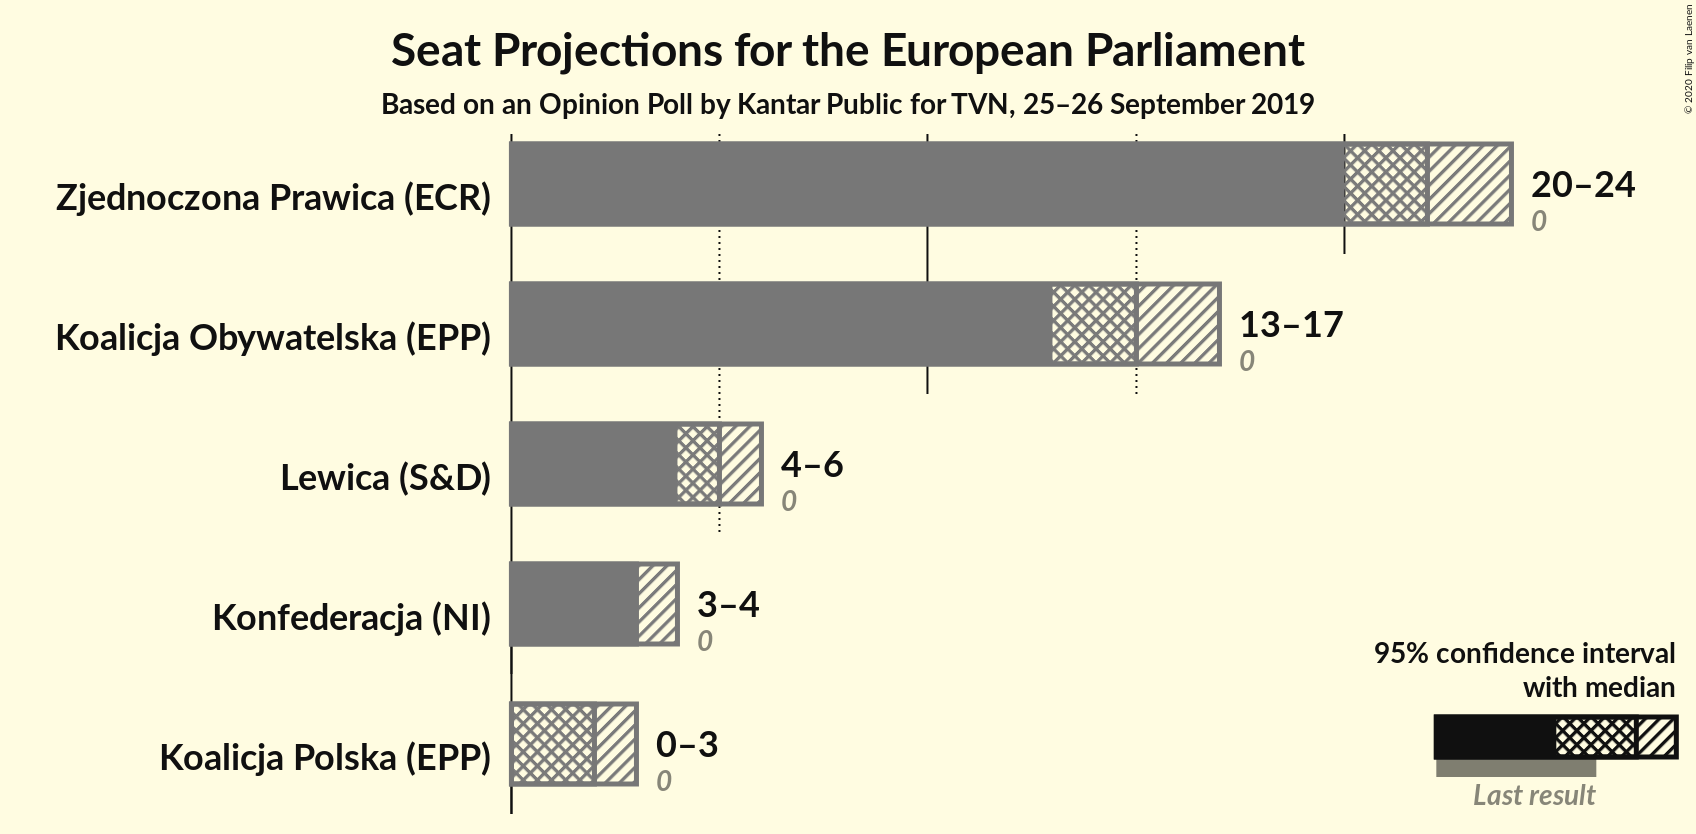 Seat Projections for the European Parliament
Based on an Opinion Poll by Kantar Public for TVN, 25–26 September 2019
© 2020 Filip van Laenen
Zjednoczona Prawica (ECR)
20–24
0
Koalicja Obywatelska (EPP)
13–17
0
Lewica (S&D)
4–6
0
Konfederacja (NI)
3–4
0
Koalicja Polska (EPP)
0–3
0
95% confidence interval
with median
Last result